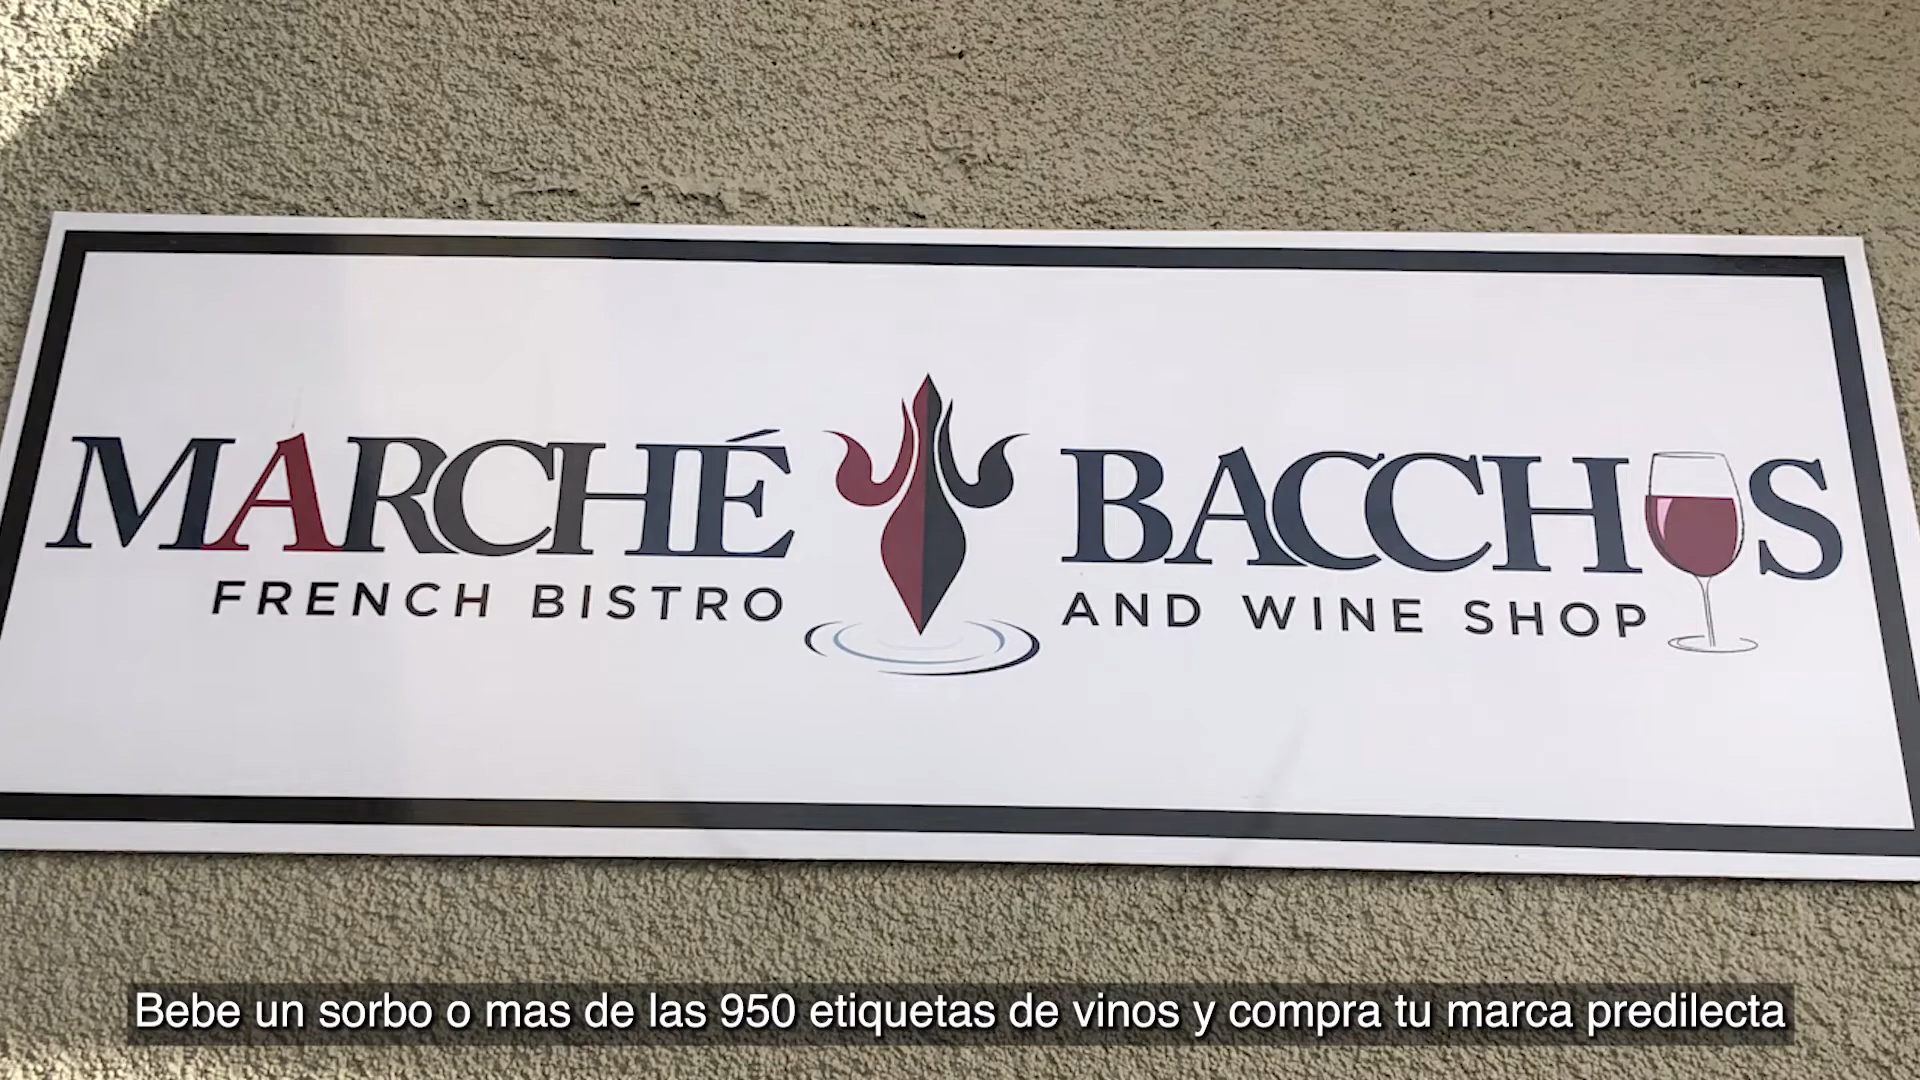 MARCHÉ BACCHUS
FRENCH BISTRO AND WINE SHOP
Bebe un sorbo o mas de las 950 etiquetas de vinos y compra tu marca predilecta